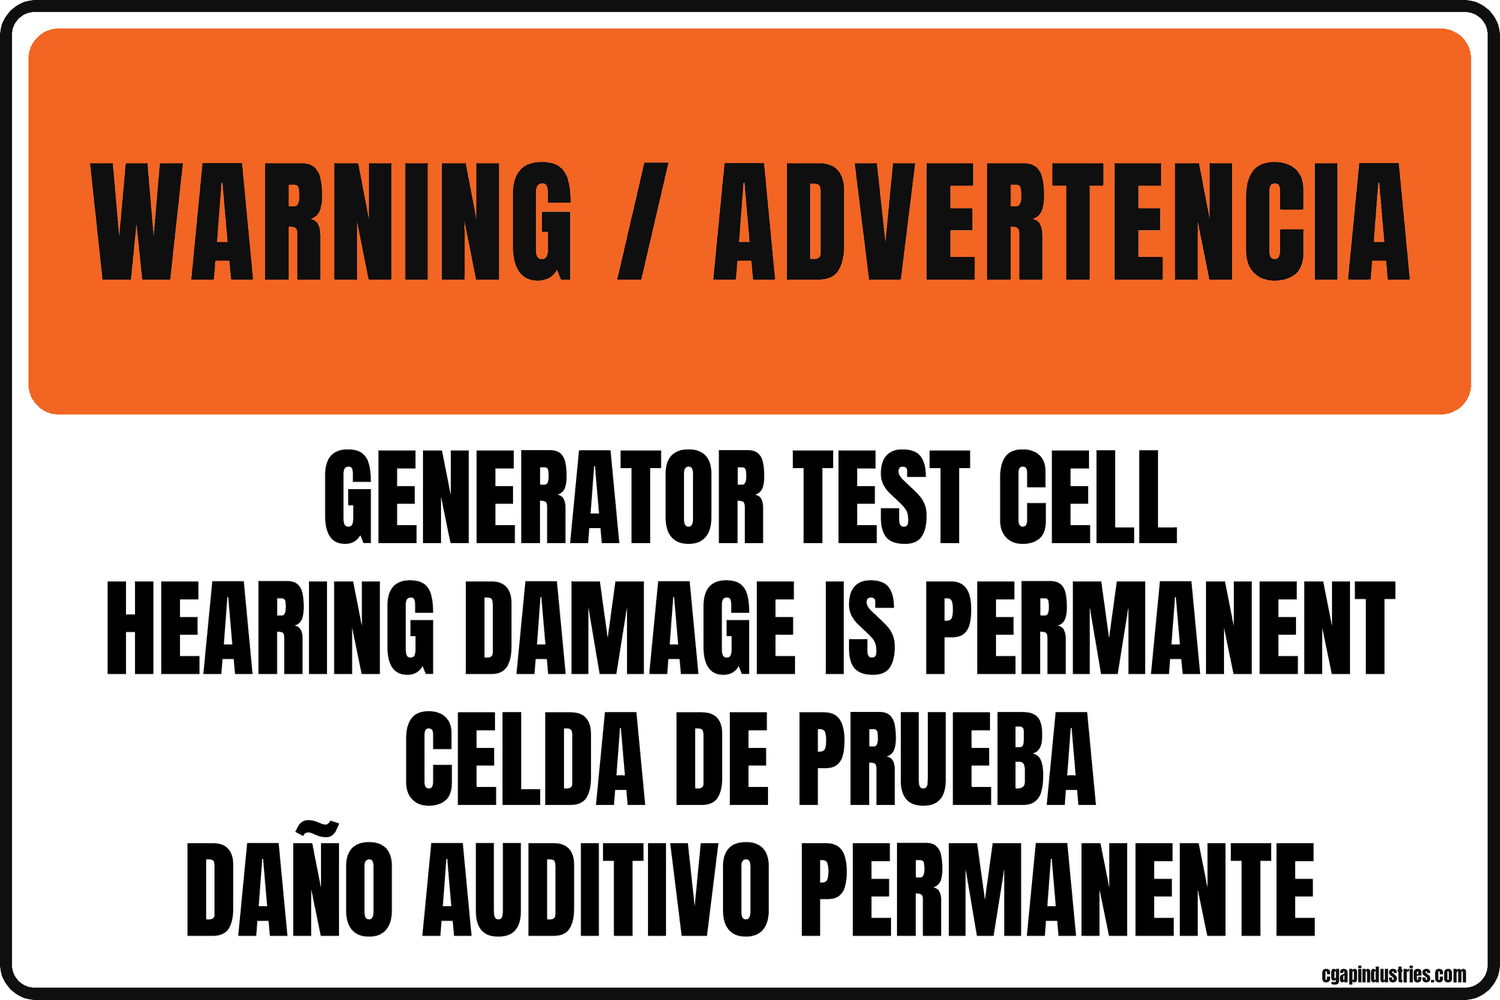 WARNING / ADVERTENCIA
GENERATOR TEST CELL
HEARING DAMAGE IS PERMANENT
CELDA DE PRUEBA
DAÑO AUDITIVO PERMANENTE
cgapindustries.com